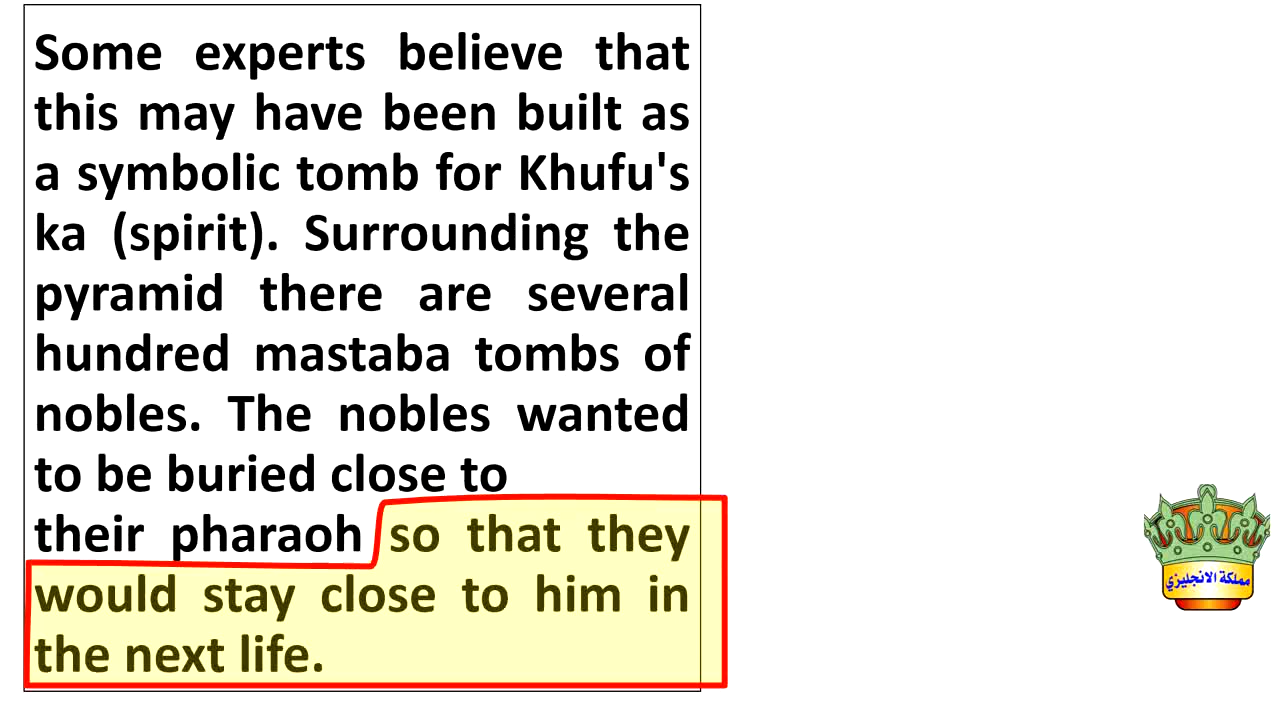 Some experts believe that
this may have been built as
a symbolic tomb for Khufu's
ka (spirit). Surrounding the
pyramid there are several
hundred mastaba tombs of
nobles. The nobles wanted
to be buried close to
their pharaoh so that they
would stay close to him in
the next life.
مملكة الانجليزي